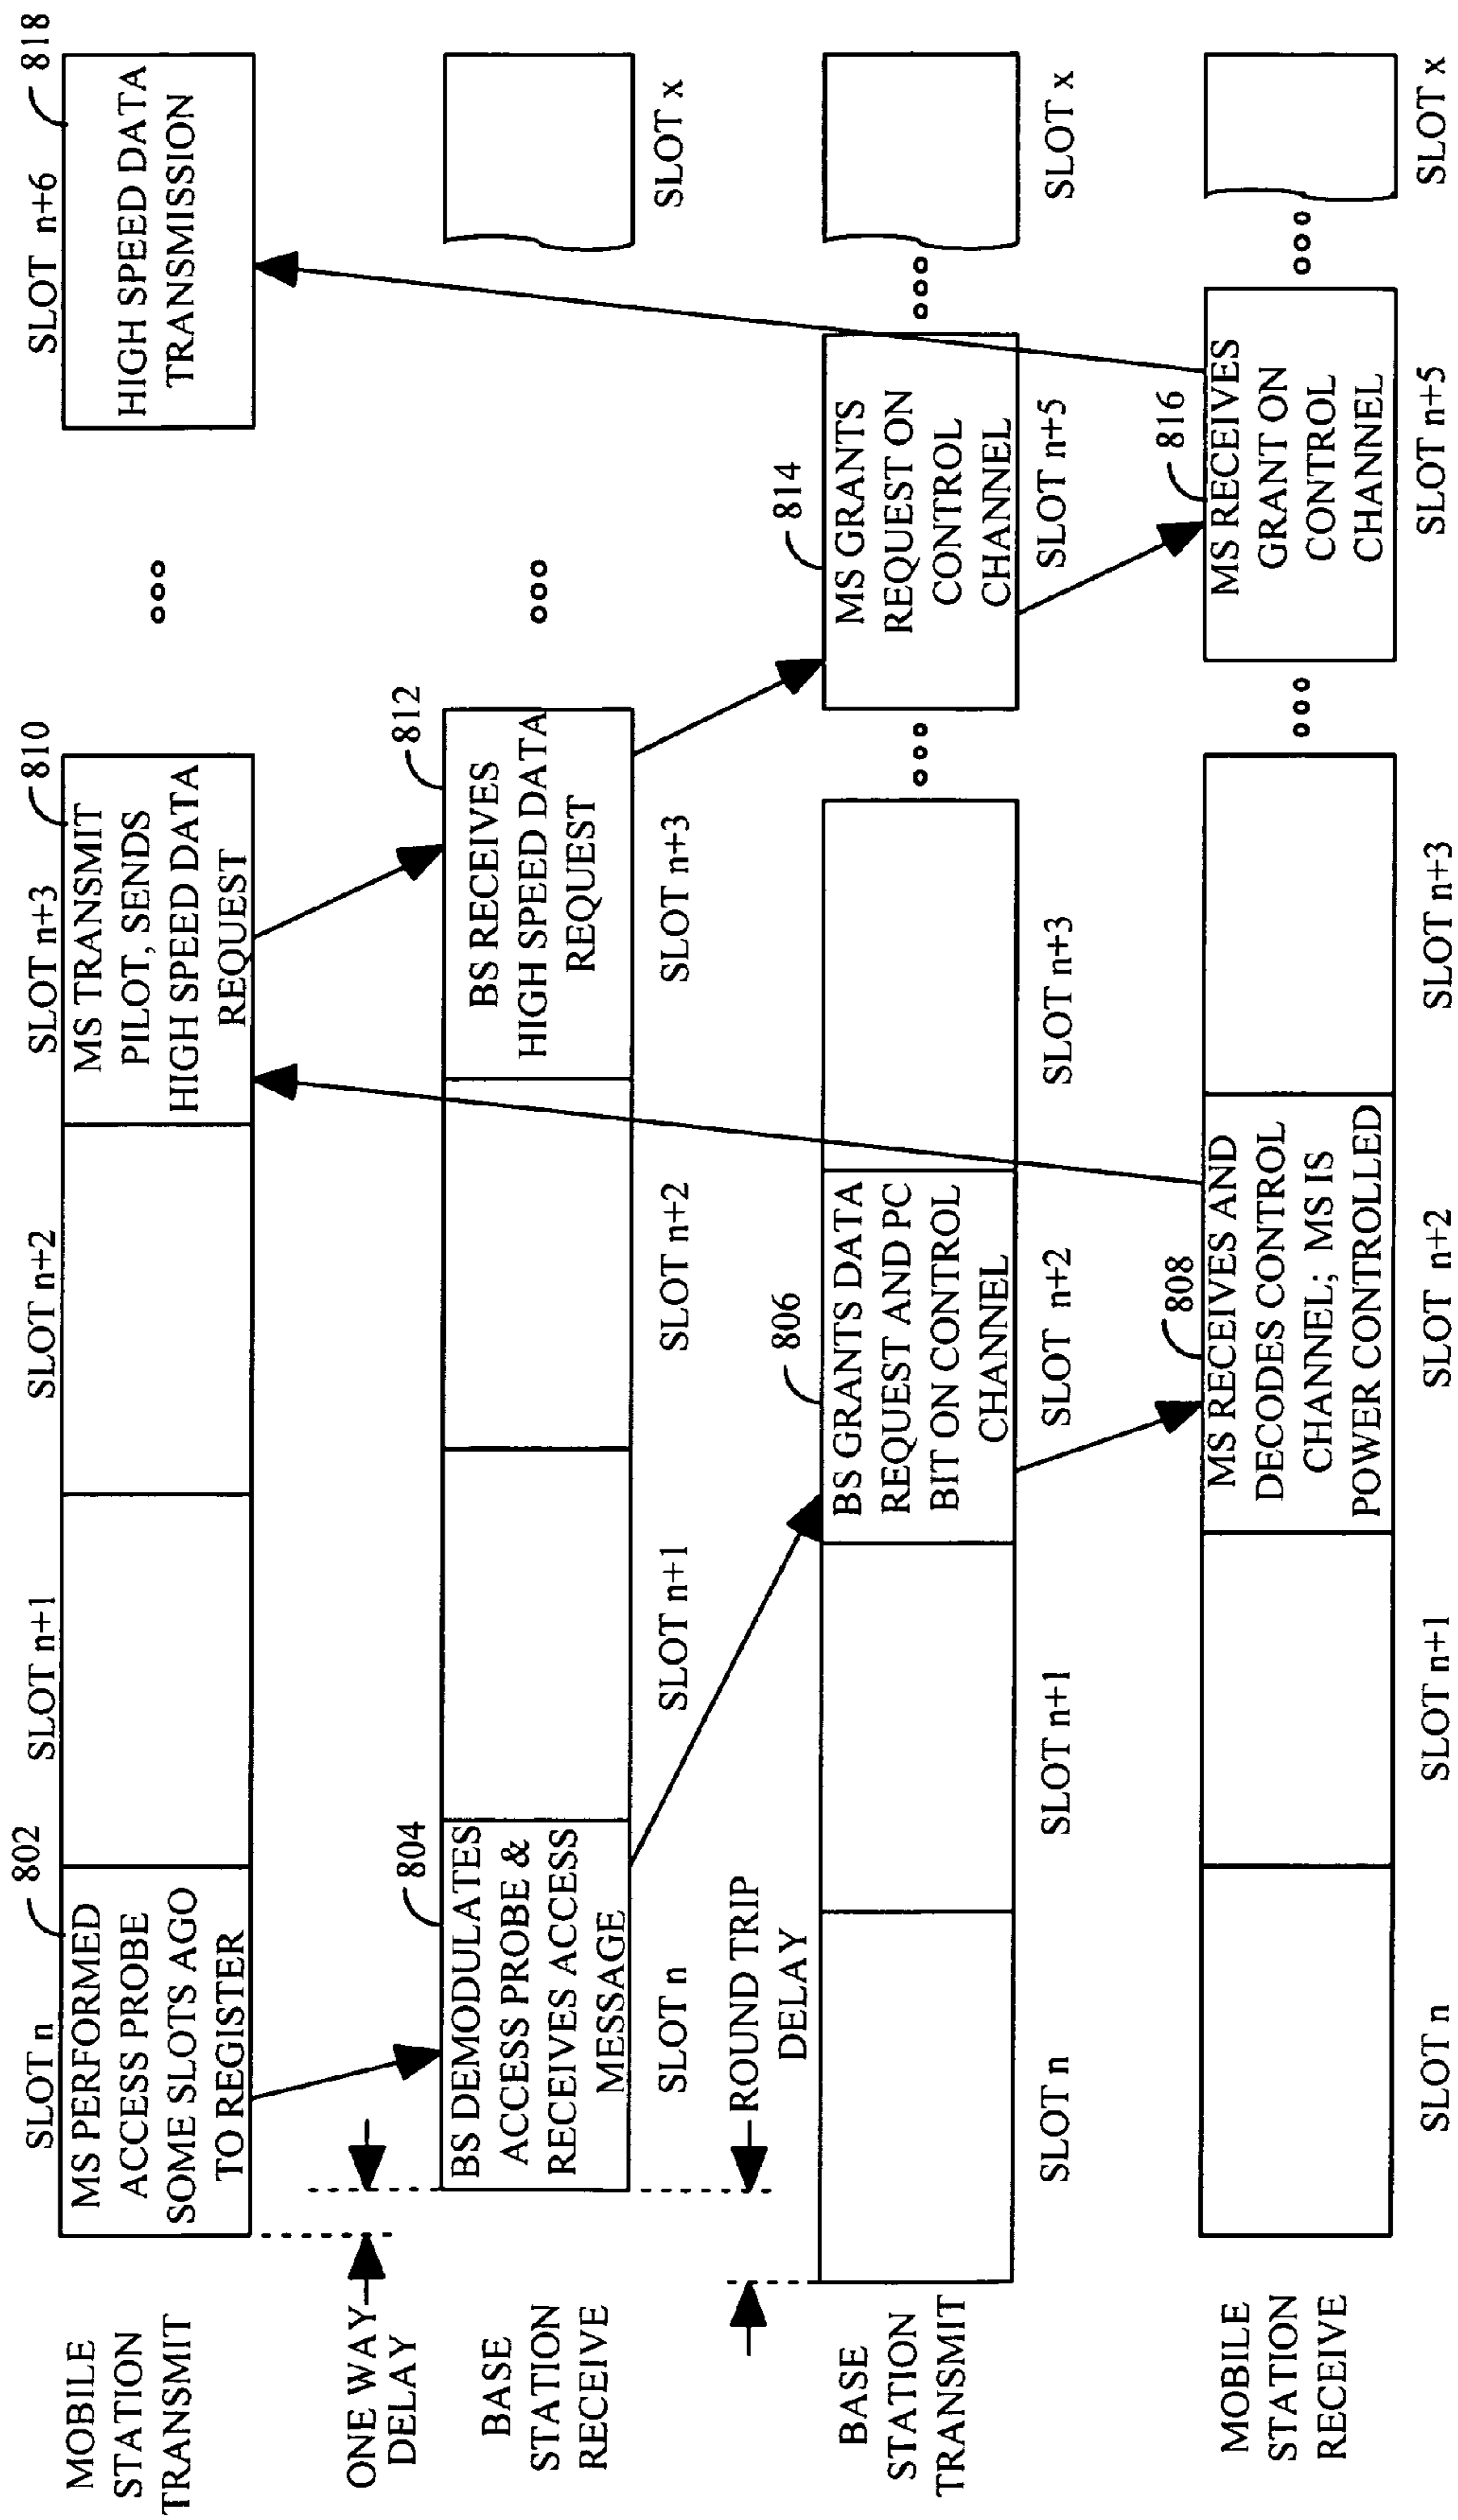 SLOT n
SLOT n+1
SLOT n+2
SLOT n+3
SLOT n+6
802
810
818
MOBILE
STATION
TRANSMIT
MS PERFORMED
ACCESS PROBE
SOME SLOTS AGO
TO REGISTER
MS TRANSMIT
PILOT, SENDS
HIGH SPEED DATA
REQUEST
HIGH SPEED DATA
TRANSMISSION
ONE WAY
DELAY
804
812
BASE
STATION
RECEIVE
BS DEMODULATES
ACCESS PROBE &
RECEIVES ACCESS
MESSAGE
BS RECEIVES
HIGH SPEED DATA
REQUEST
SLOT n
SLOT n+1
SLOT n+2
SLOT n+3
SLOT x
ROUND TRIP
DELAY
806
814
BASE
STATION
TRANSMIT
BS GRANTS DATA
REQUEST AND PC
BIT ON CONTROL
CHANNEL
MS GRANTS
REQUEST ON
CONTROL
CHANNEL
SLOT n
SLOT n+1
SLOT n+2
SLOT n+3
SLOT n+5
SLOT x
808
816
MOBILE
STATION
RECEIVE
MS RECEIVES AND
DECODES CONTROL
CHANNEL; MS IS
POWER CONTROLLED
MS RECEIVES
GRANT ON
CONTROL
CHANNEL
SLOT n
SLOT n+1
SLOT n+2
SLOT n+3
SLOT n+5
SLOT x